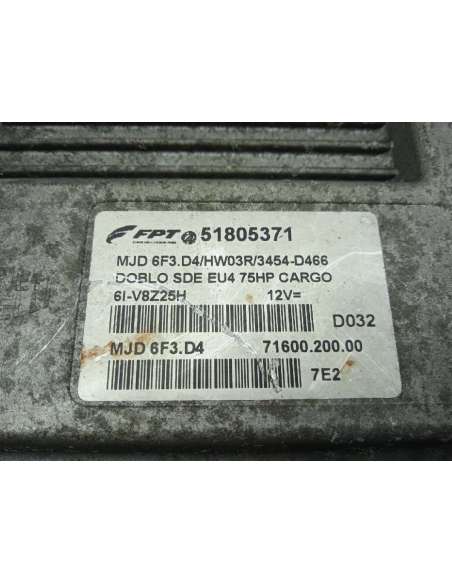 FPT 51805371
MJD 6F3.D4/HW03R/3454-D466
DOBLO SDE EU4 75HP CARGO
6I-V8Z25H 12V=
D032
MJD 6F3.D4 71600.200.00
7E2